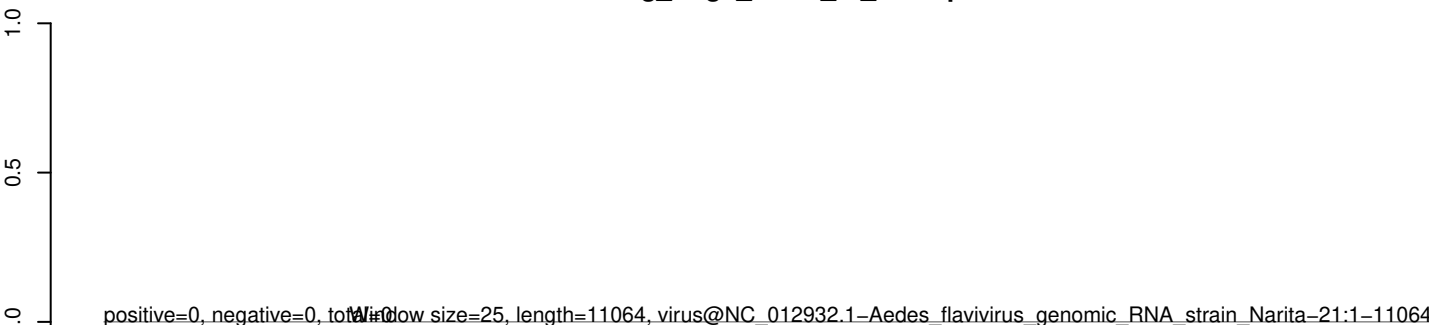 1.0
0.5
.0
positive=0, negative=0, total=0
Window size=25, length=11064, virus@NC_012932.1−Aedes_flavivirus_genomic_RNA_strain_Narita−21:1−11064